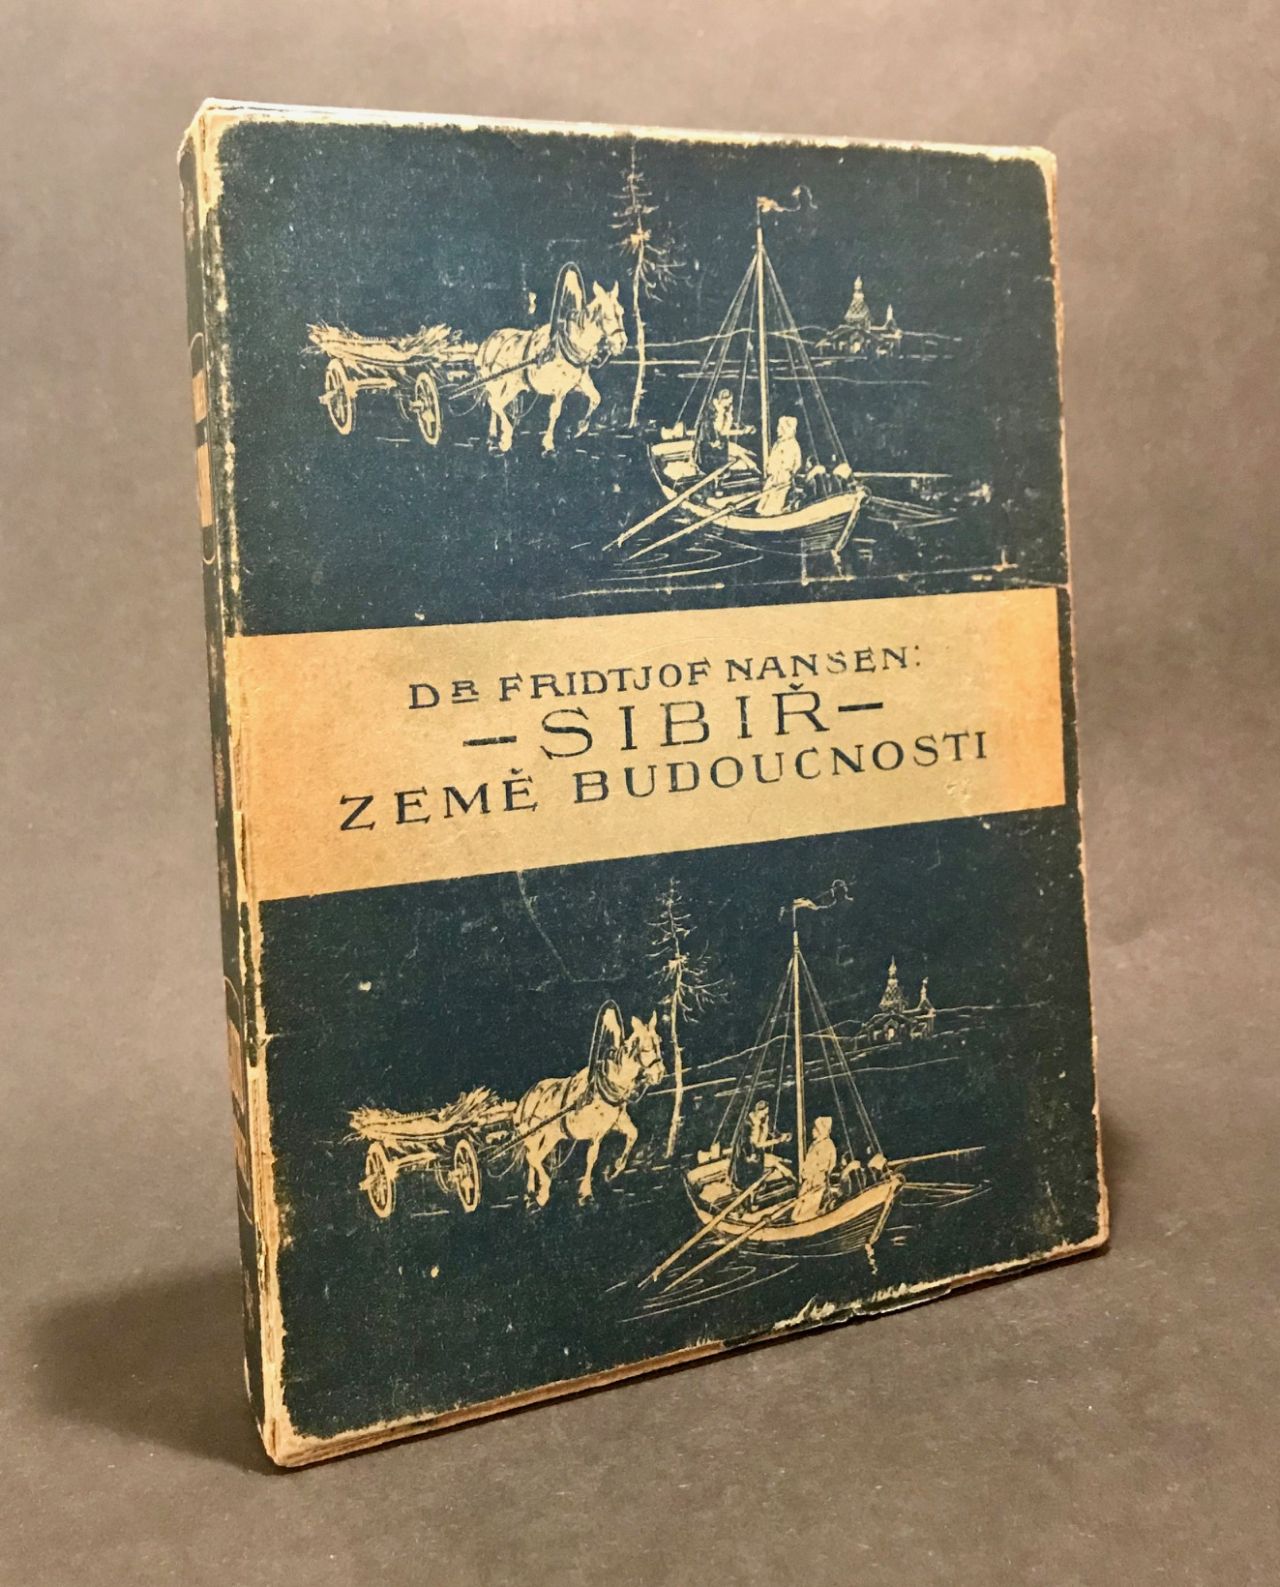 DR FRIDTJOF NANSEN:
–SIBIŘ–
ZEMĚ BUDOUCNOSTI